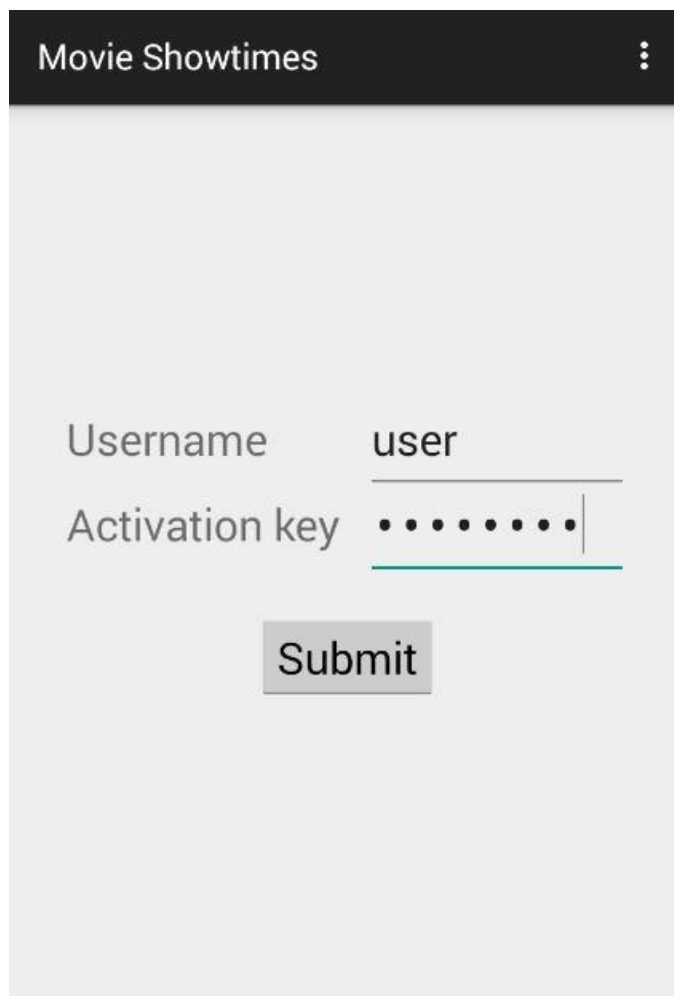 Movie Showtimes
Username user
Activation key ••••••••
Submit